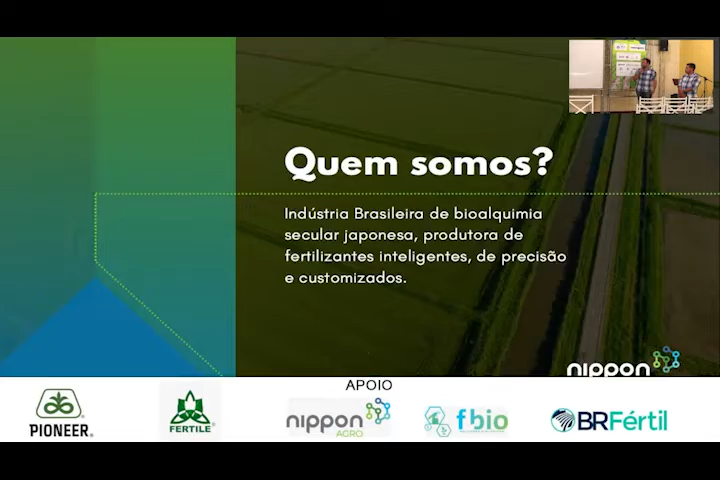 Quem somos?
Indústria Brasileira de bioalquimia
secular japonesa, produtora de
fertilizantes inteligentes, de precisão
e customizados.
nippon
APOIO
PIONEER®
FERTILE
nippon
AGRO
fbio
BRFértil